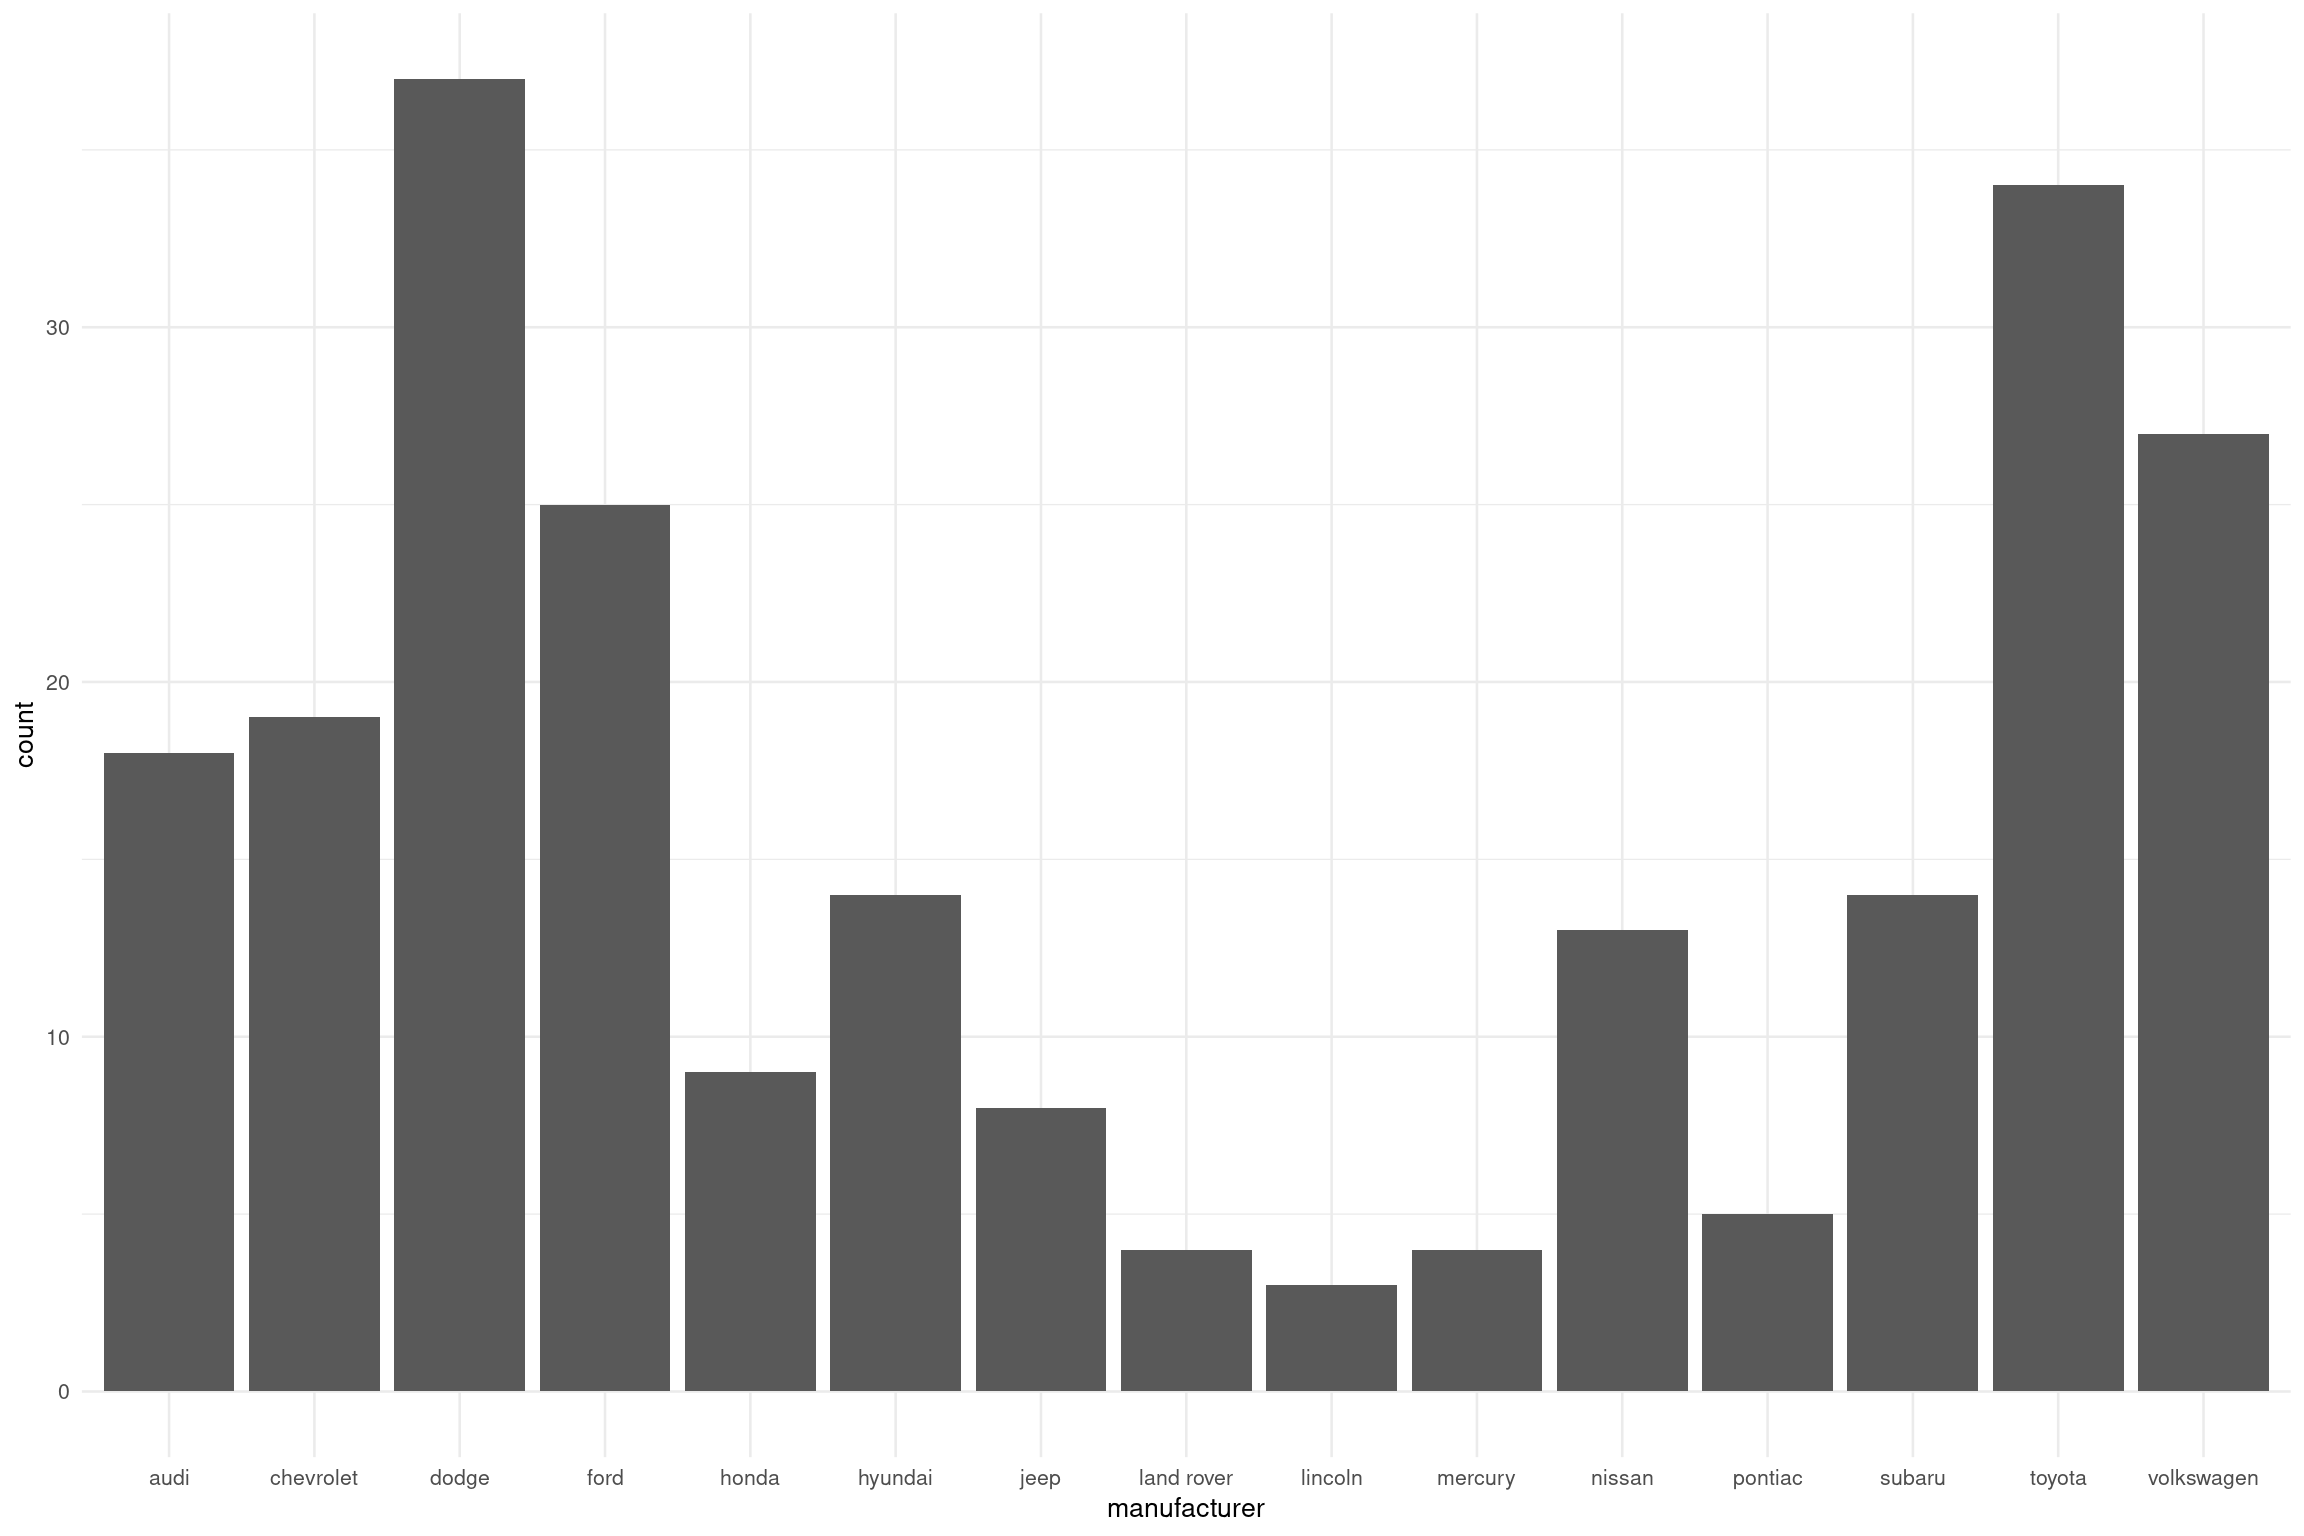 count
30
20
10
0
audi chevrolet dodge ford honda hyundai jeep land rover lincoln mercury nissan pontiac subaru toyota volkswagen
manufacturer